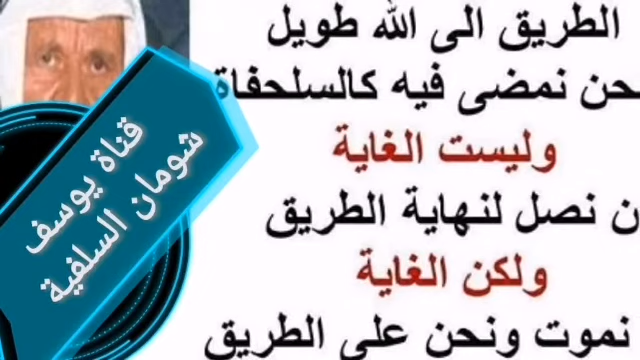 الطريق الى الله طويل
حن نمضى فيه كالسلحفاة
وليست الغاية
ن نصل لنهاية الطريق
ولكن الغاية
نموت ونحن على الطريق
قناة يوسف
شومان السلفية